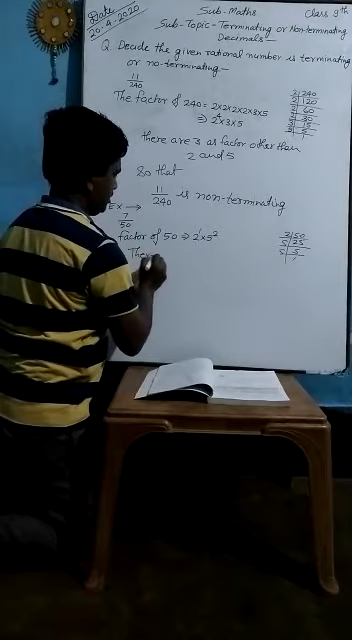 Date
20-4-2020
Sub-Maths
Class 9th
Sub-Topic-Terminating or Non-terminating
Decimals-
Q. Decide the given rational number is terminating
or no-terminating-
11/240
The factor of 240 = 2×2×2×2×3×5
⇒ 2⁴×3×5
2 | 240
2 | 120
2 | 60
2 | 30
3 | 15
5 | 5
there are 3 as factor other than
2 and 5
So that
11/240 is non-terminating
Ex →
7/50
factor of 50 ⇒ 2¹×5²
2 | 50
5 | 25
5 | 5
1
The